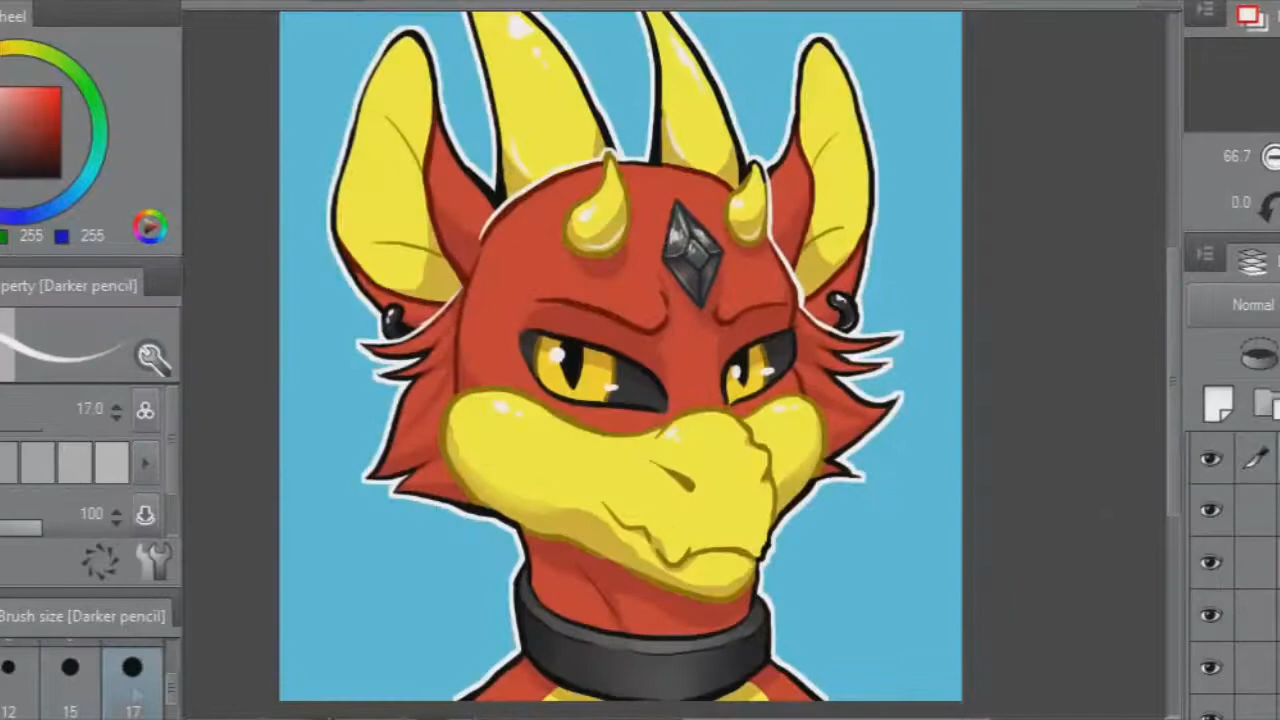 heel
255 255
perty [Darker pencil]
17.0
100
Brush size [Darker pencil]
12 15 17
66.7
0.0
Normal